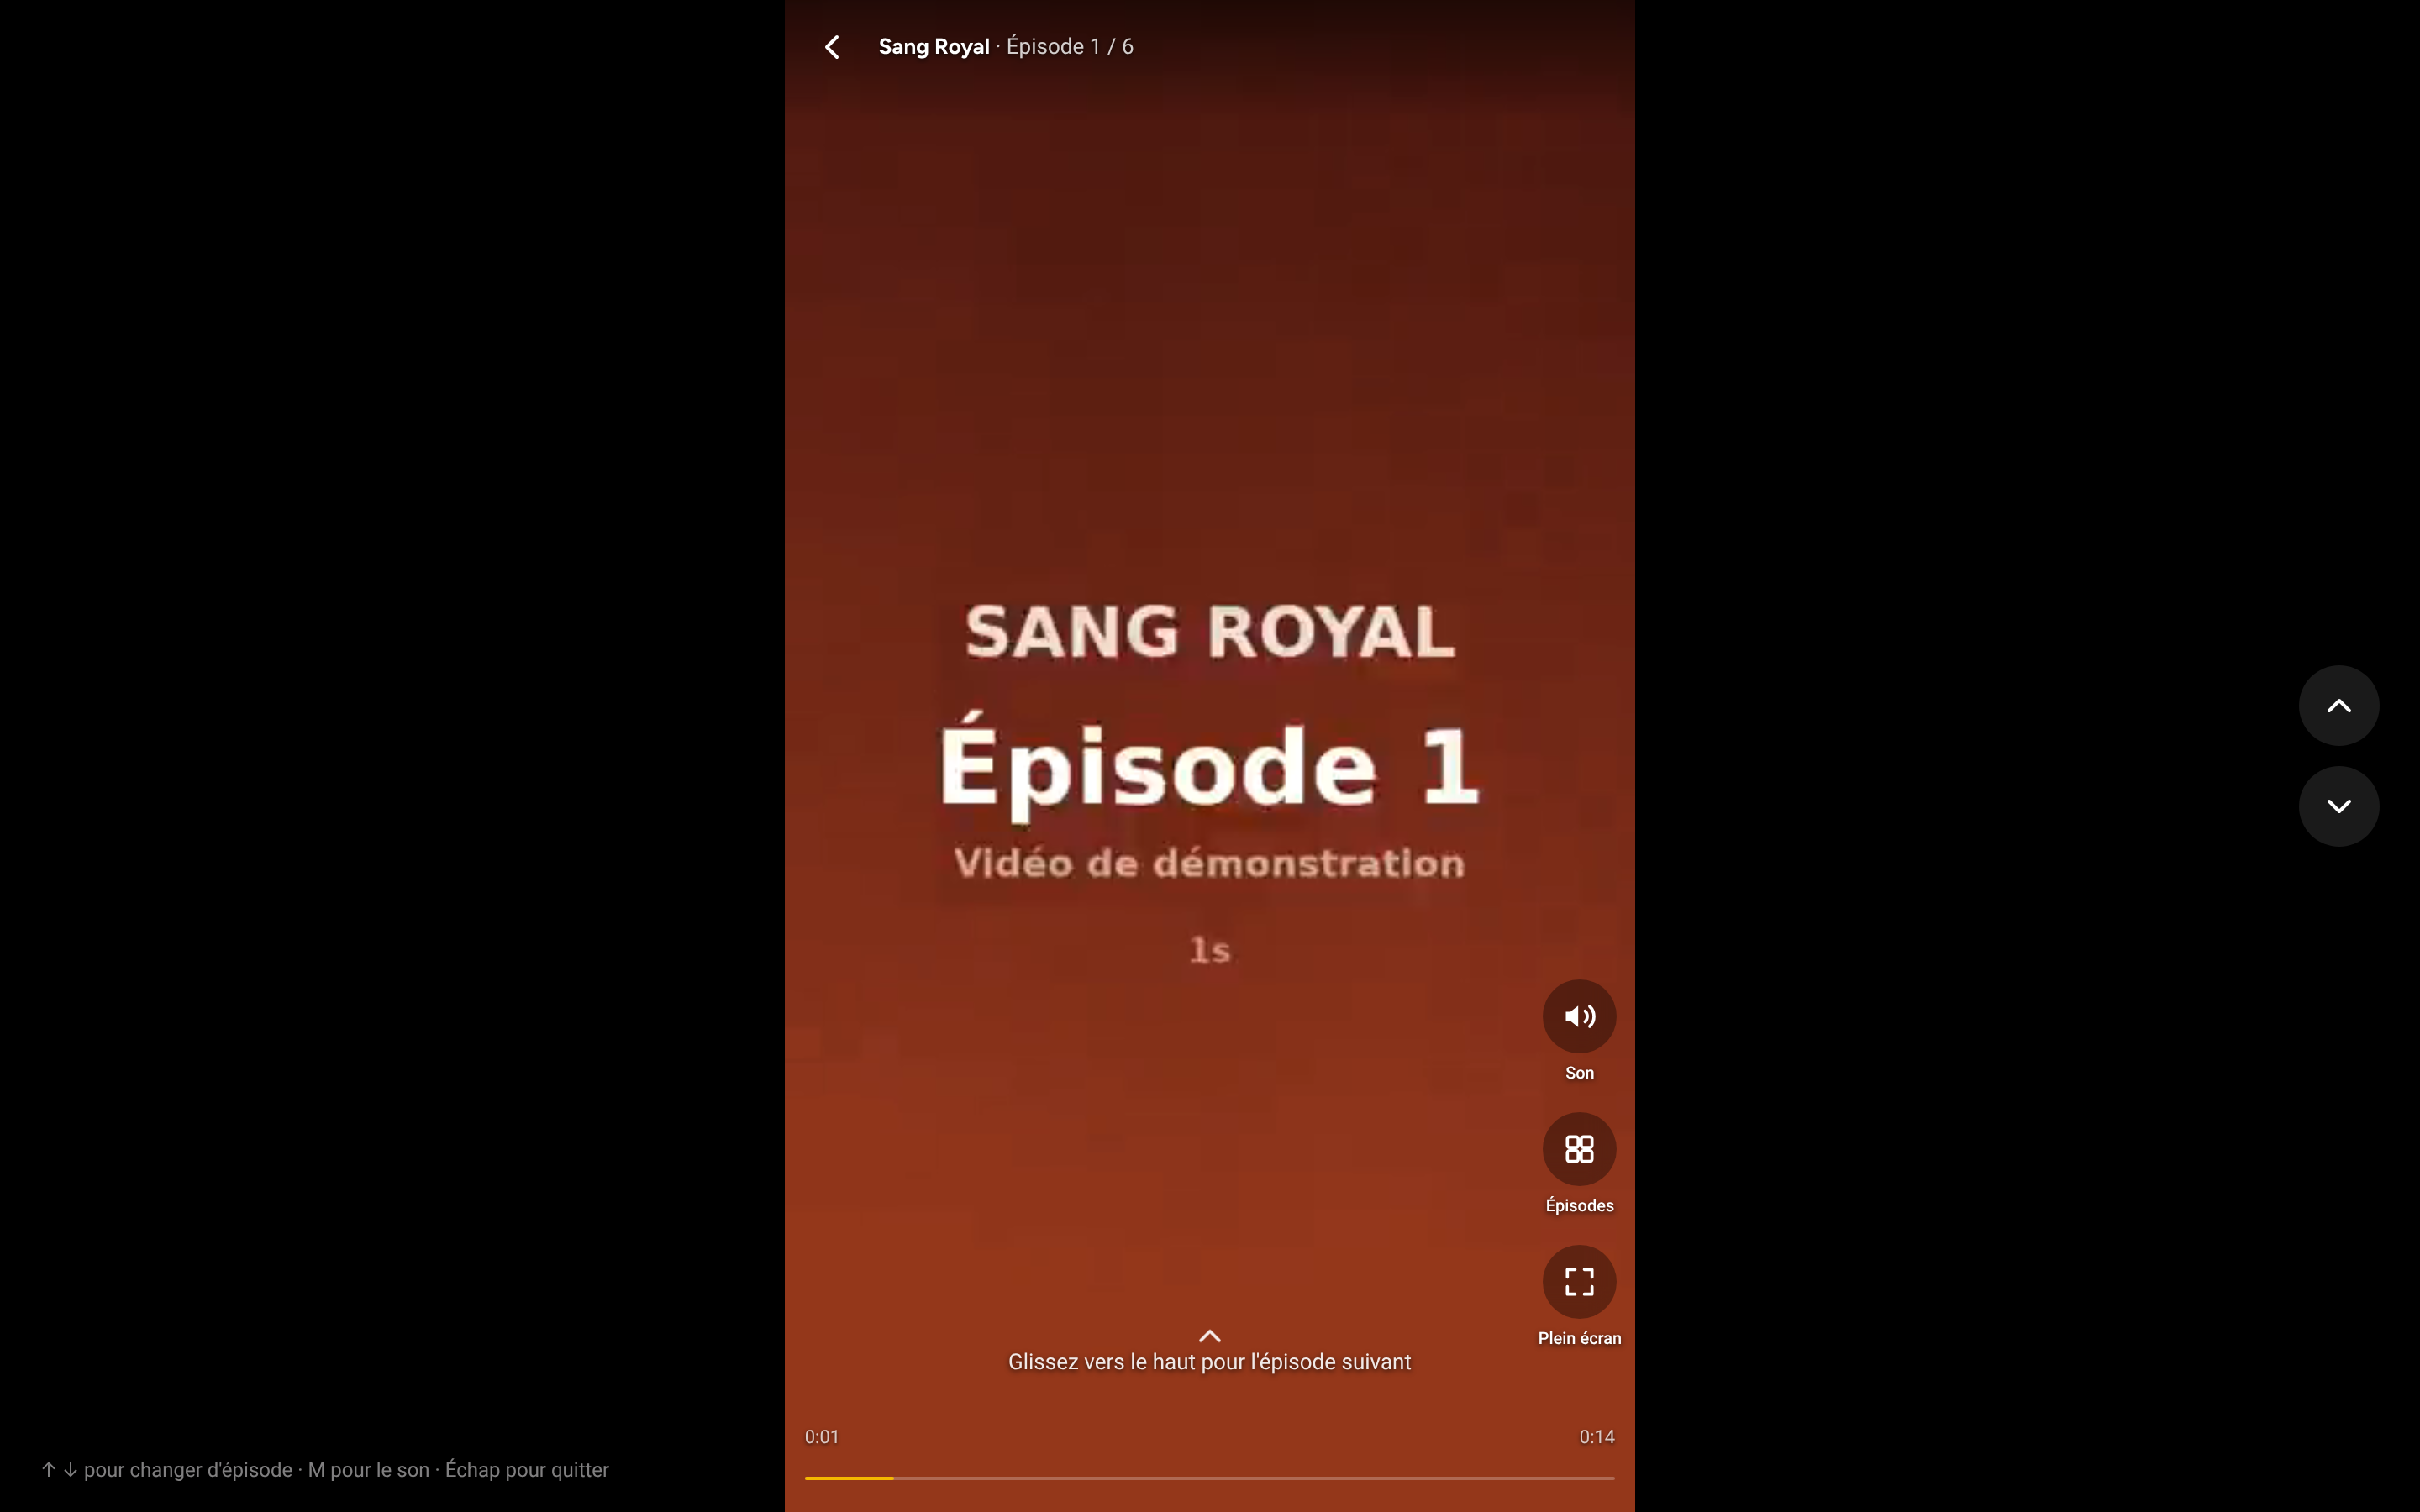 Sang Royal · Épisode 1 / 6
SANG ROYAL
Épisode 1
Vidéo de démonstration
1s
Son
Épisodes
Plein écran
Glissez vers le haut pour l'épisode suivant
0:01
0:14
↑ ↓ pour changer d'épisode · M pour le son · Échap pour quitter